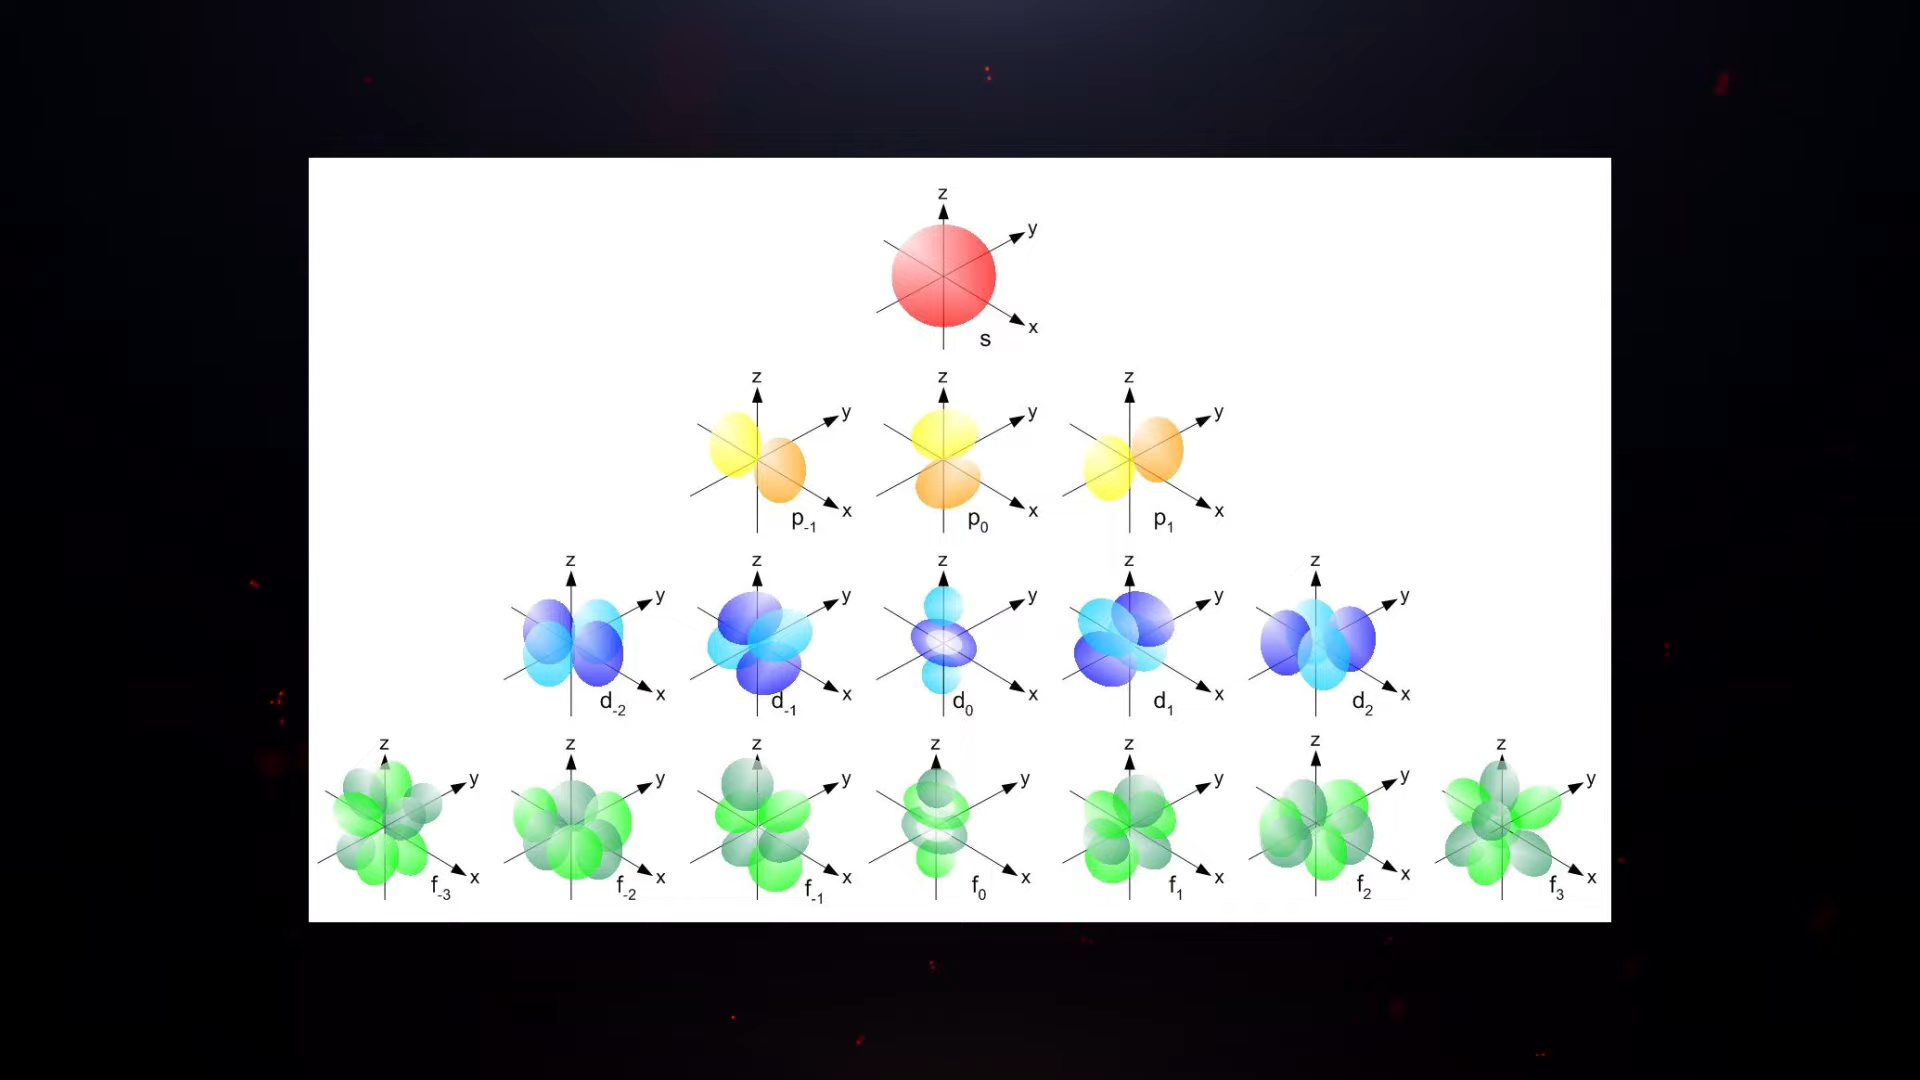 z
y
x
s
z z z
y y y
x x x
p-1 p0 p1
z z z z z
y y y y y
x x x x x
d-2 d-1 d0 d1 d2
z z z z z z z
y y y y y y y
x x x x x x x
f-3 f-2 f-1 f0 f1 f2 f3